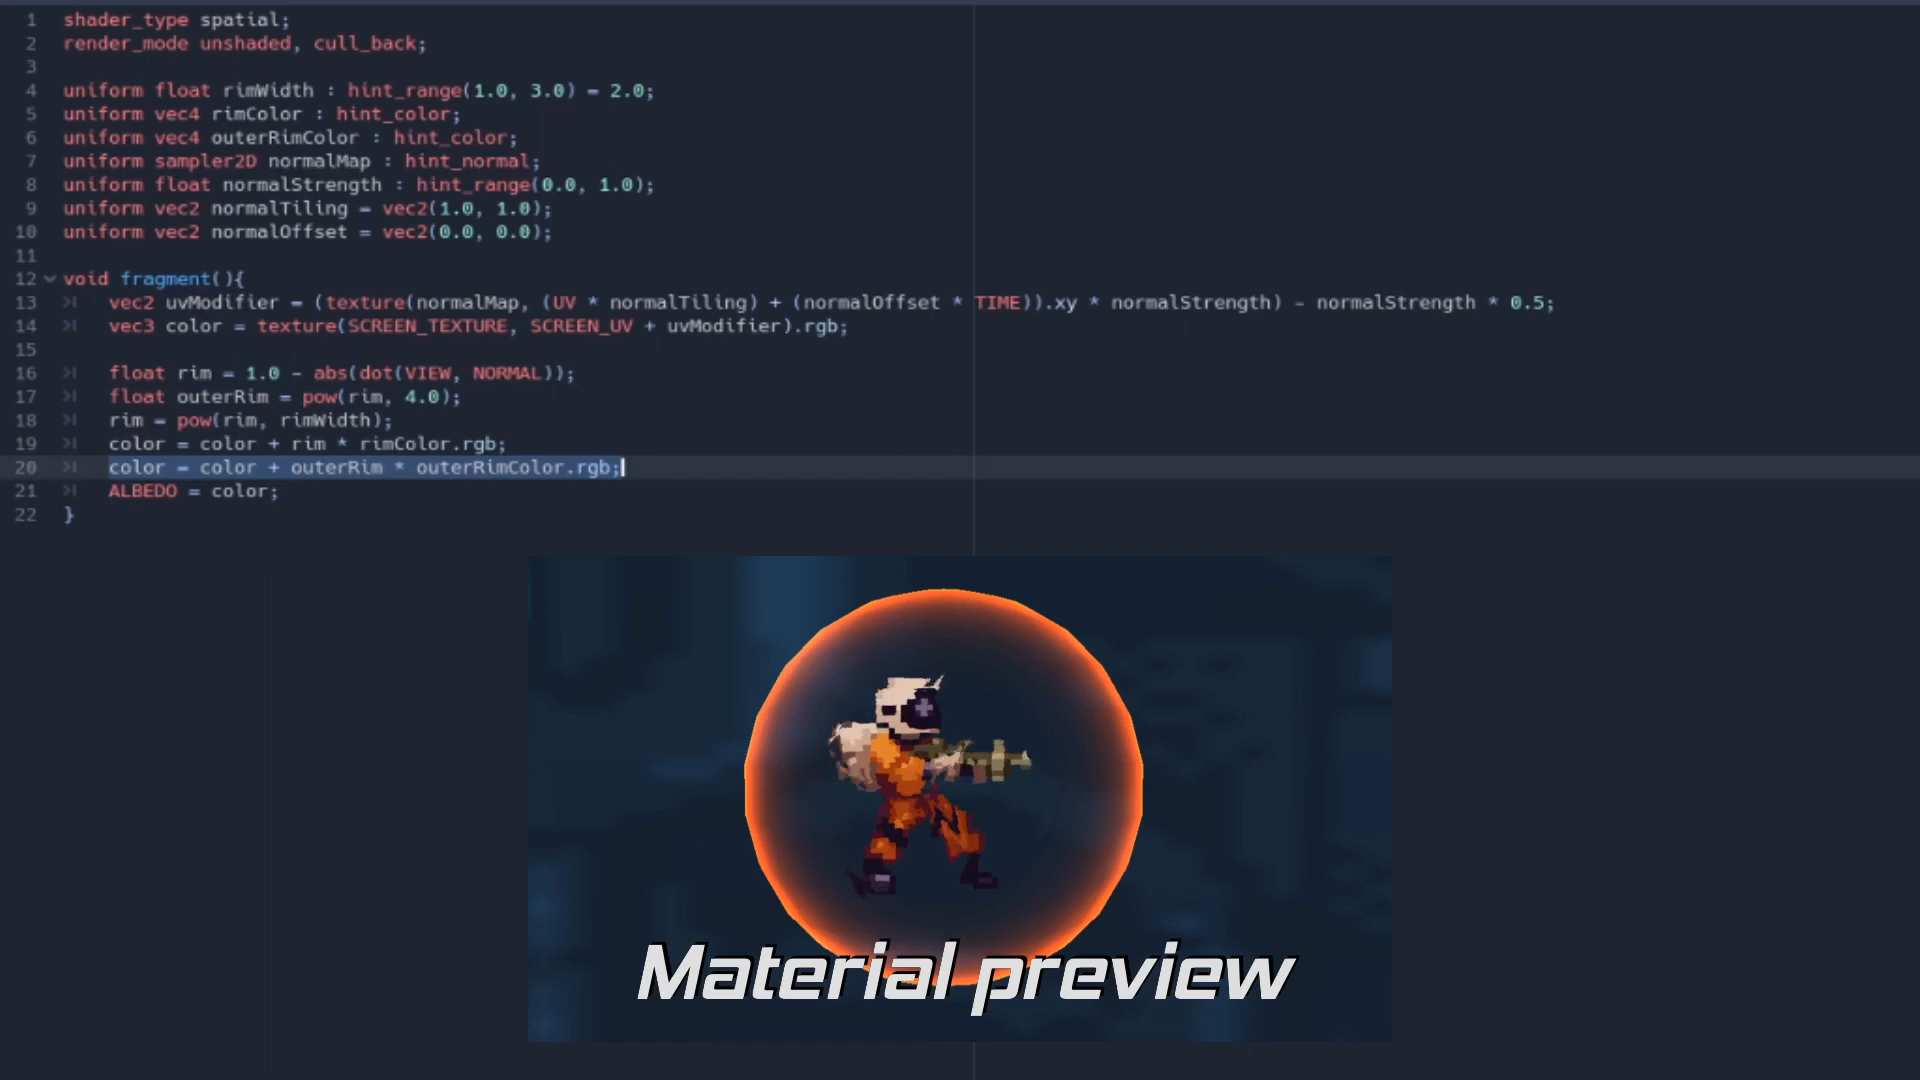 1 shader_type spatial;
2 render_mode unshaded, cull_back;
3
4 uniform float rimWidth : hint_range(1.0, 3.0) = 2.0;
5 uniform vec4 rimColor : hint_color;
6 uniform vec4 outerRimColor : hint_color;
7 uniform sampler2D normalMap : hint_normal;
8 uniform float normalStrength : hint_range(0.0, 1.0);
9 uniform vec2 normalTiling = vec2(1.0, 1.0);
10 uniform vec2 normalOffset = vec2(0.0, 0.0);
11
12 void fragment(){
13 vec2 uvModifier = (texture(normalMap, (UV * normalTiling) + (normalOffset * TIME)).xy * normalStrength) - normalStrength * 0.5;
14 vec3 color = texture(SCREEN_TEXTURE, SCREEN_UV + uvModifier).rgb;
15
16 float rim = 1.0 - abs(dot(VIEW, NORMAL));
17 float outerRim = pow(rim, 4.0);
18 rim = pow(rim, rimWidth);
19 color = color + rim * rimColor.rgb;
20 color = color + outerRim * outerRimColor.rgb;
21 ALBEDO = color;
22 }
Material preview